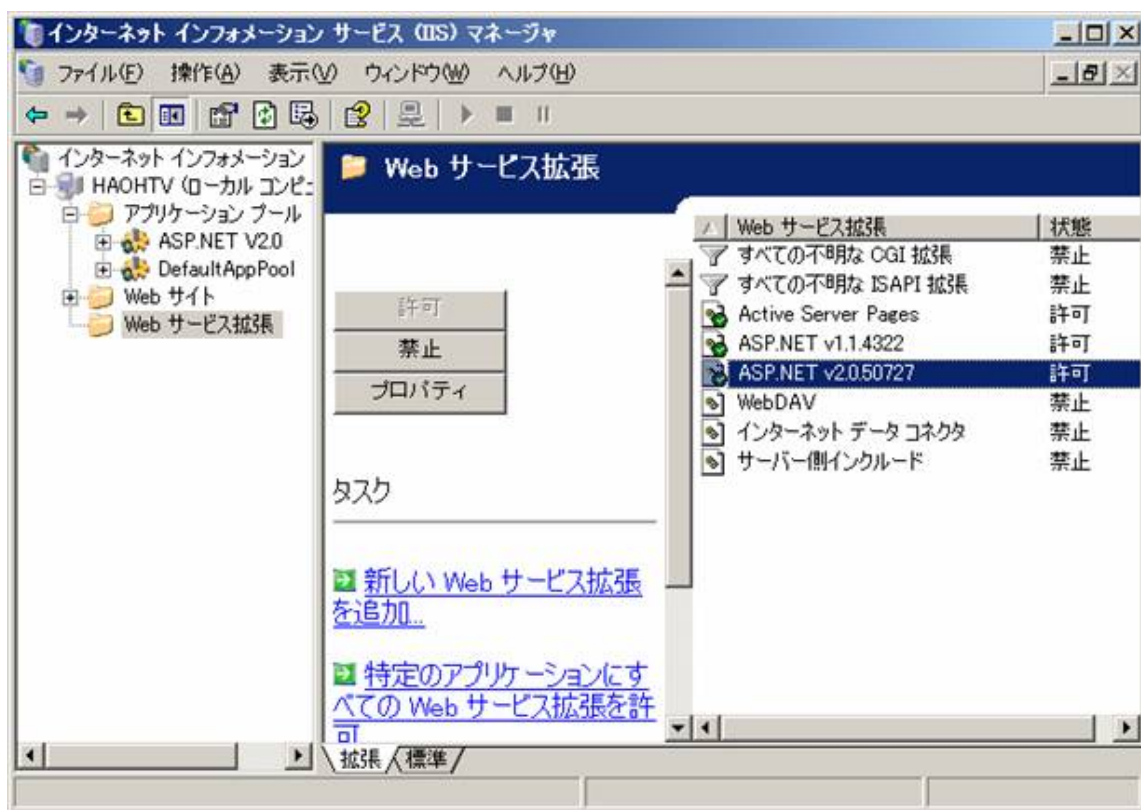 インターネット インフォメーション サービス (IIS) マネージャ
ファイル(F) 操作(A) 表示(V) ウィンドウ(W) ヘルプ(H)
インターネット インフォメーション
HAOHTV (ローカル コンピュ
アプリケーション プール
ASP.NET V2.0
DefaultAppPool
Web サイト
Web サービス拡張
Web サービス拡張
許可
禁止
プロパティ
タスク
新しい Web サービス拡張
を追加...
特定のアプリケーションにす
べての Web サービス拡張を許
可
Web サービス拡張 状態
すべての不明な CGI 拡張 禁止
すべての不明な ISAPI 拡張 禁止
Active Server Pages 許可
ASP.NET v1.1.4322 許可
ASP.NET v2.0.50727 許可
WebDAV 禁止
インターネット データ コネクタ 禁止
サーバー側インクルード 禁止
拡張 標準